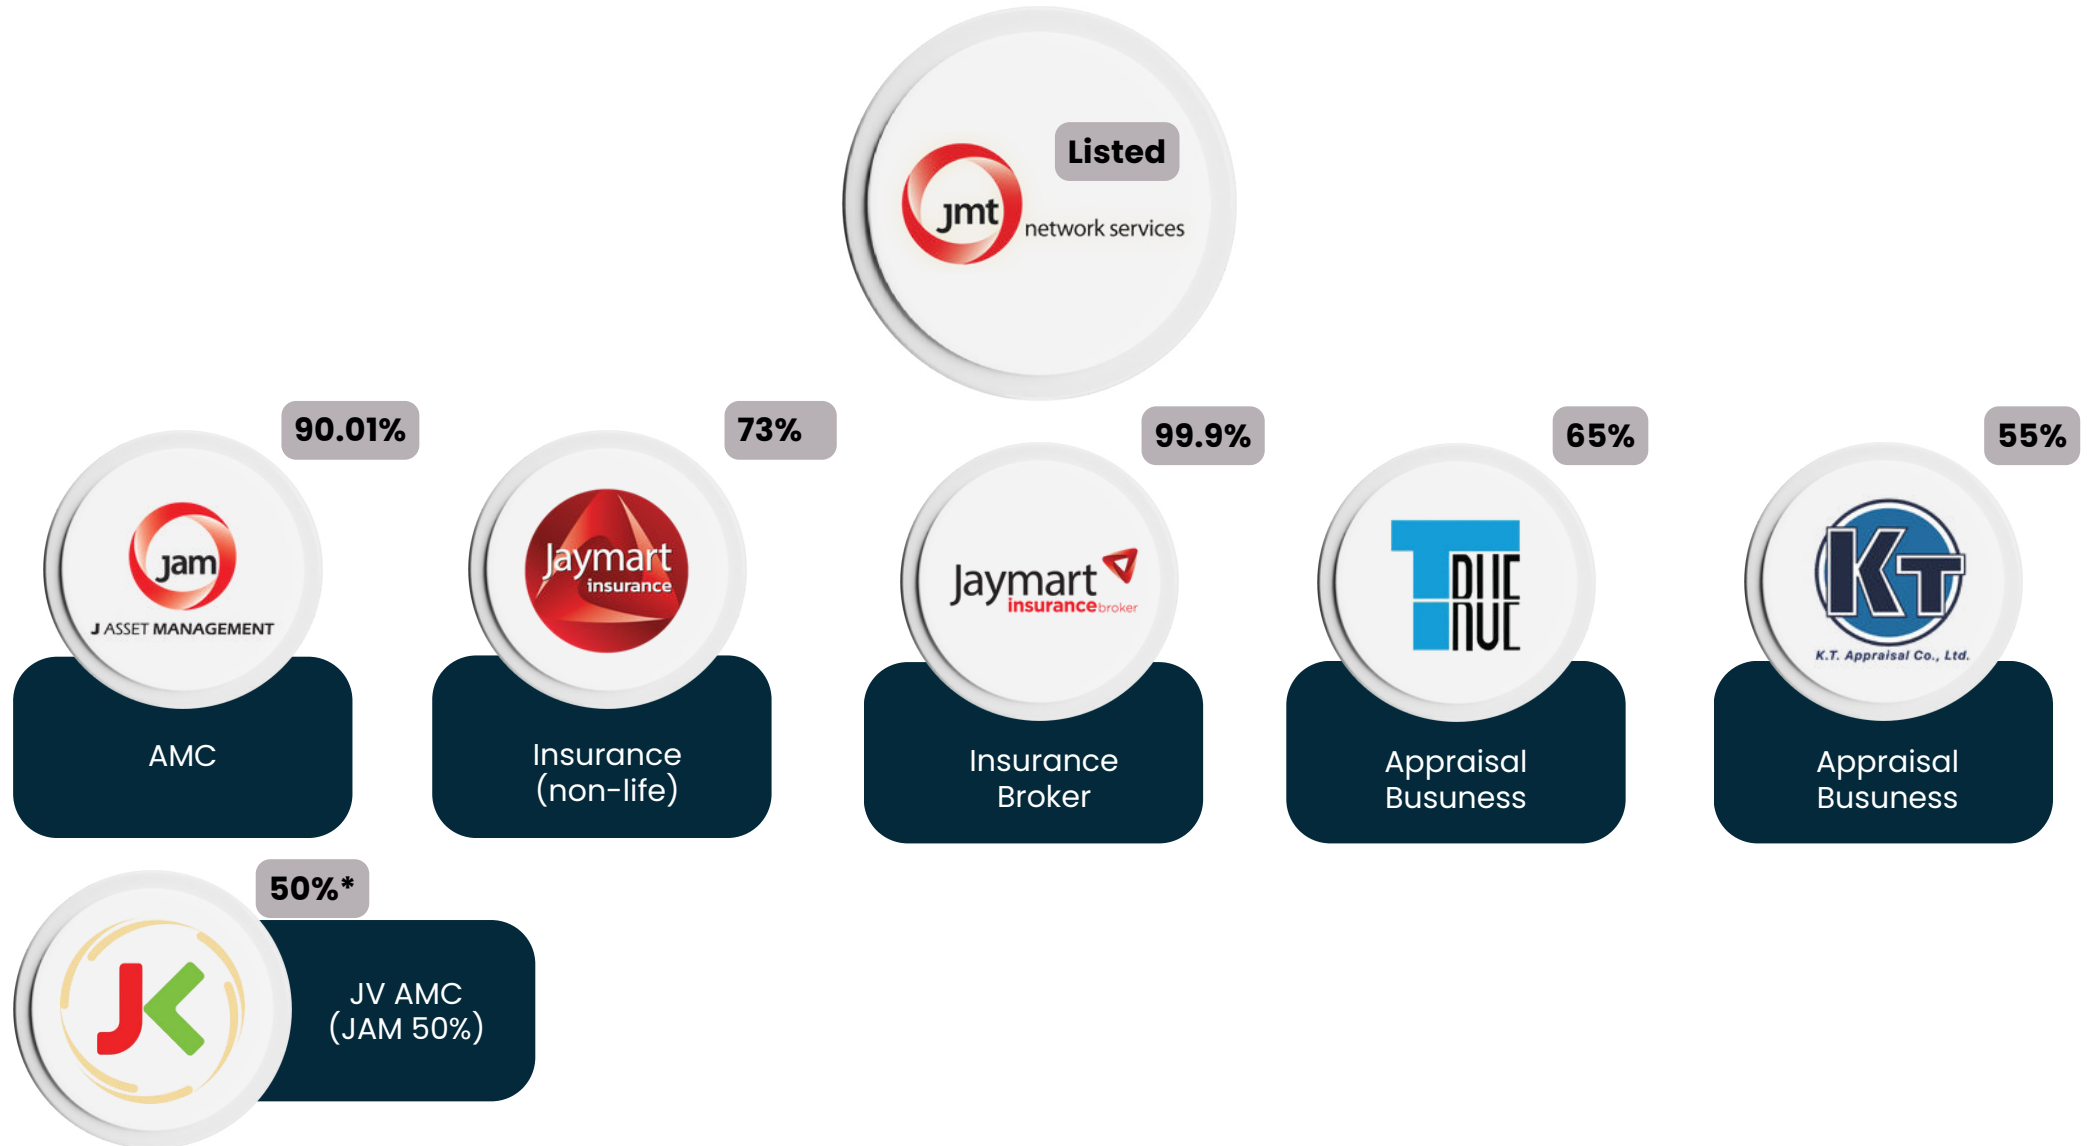 Listed
jmt
network services
90.01%
73%
99.9%
65%
55%
jam
J ASSET MANAGEMENT
Jaymart
insurance
Jaymart
insurancebroker
TRUE
KT
K.T. Appraisal Co., Ltd.
AMC
Insurance
(non-life)
Insurance
Broker
Appraisal
Busuness
Appraisal
Busuness
50%*
JK
JV AMC
(JAM 50%)